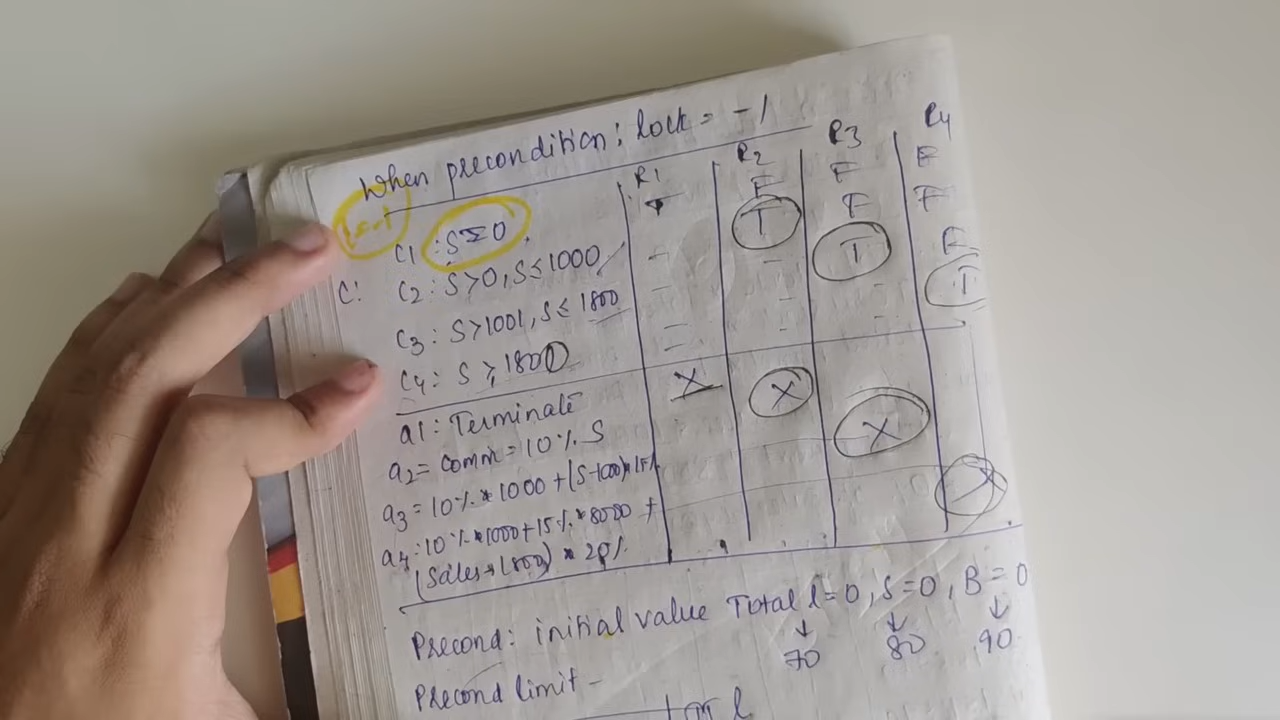 When precondition: lock = -1
R1 R2 R3 R4
C1: S=0 T F F F
C: C2: S>0, S≤1000 - T F F
C3: S>1001, S≤1800 - - T F
C4: S≥1800 - - - T
a1: Terminate X
a2= comm = 10% S X
a3 = 10% * 1000 + (S-1000)*15% X
a4: 10% *1000+15% *8000 + X
(Sales - 1800) * 20%
Precond: initial value Total l=0, S=0, B=0
↓ ↓ ↓
70 80 90
Precond limit -